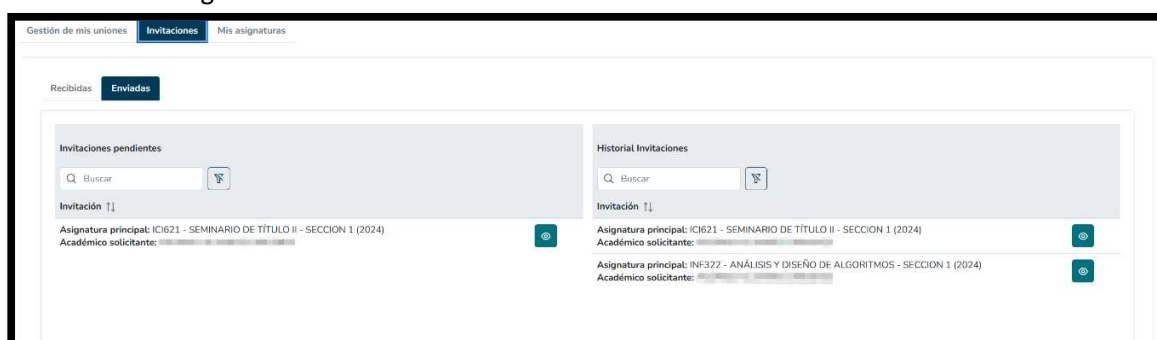 Gestión de mis uniones Invitaciones Mis asignaturas
Recibidas Enviadas
Invitaciones pendientes
Buscar
Invitación
Asignatura principal: ICI621 - SEMINARIO DE TÍTULO II - SECCION 1 (2024)
Académico solicitante:
Historial Invitaciones
Buscar
Invitación
Asignatura principal: ICI621 - SEMINARIO DE TÍTULO II - SECCION 1 (2024)
Académico solicitante:
Asignatura principal: INF322 - ANÁLISIS Y DISEÑO DE ALGORITMOS - SECCION 1 (2024)
Académico solicitante: